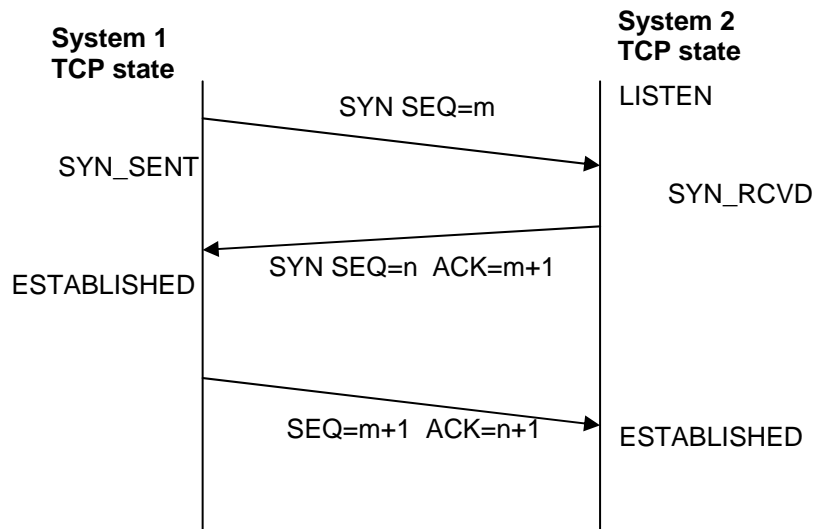 System 1
TCP state
System 2
TCP state
LISTEN
SYN SEQ=m
SYN_SENT
SYN_RCVD
SYN SEQ=n  ACK=m+1
ESTABLISHED
SEQ=m+1  ACK=n+1
ESTABLISHED